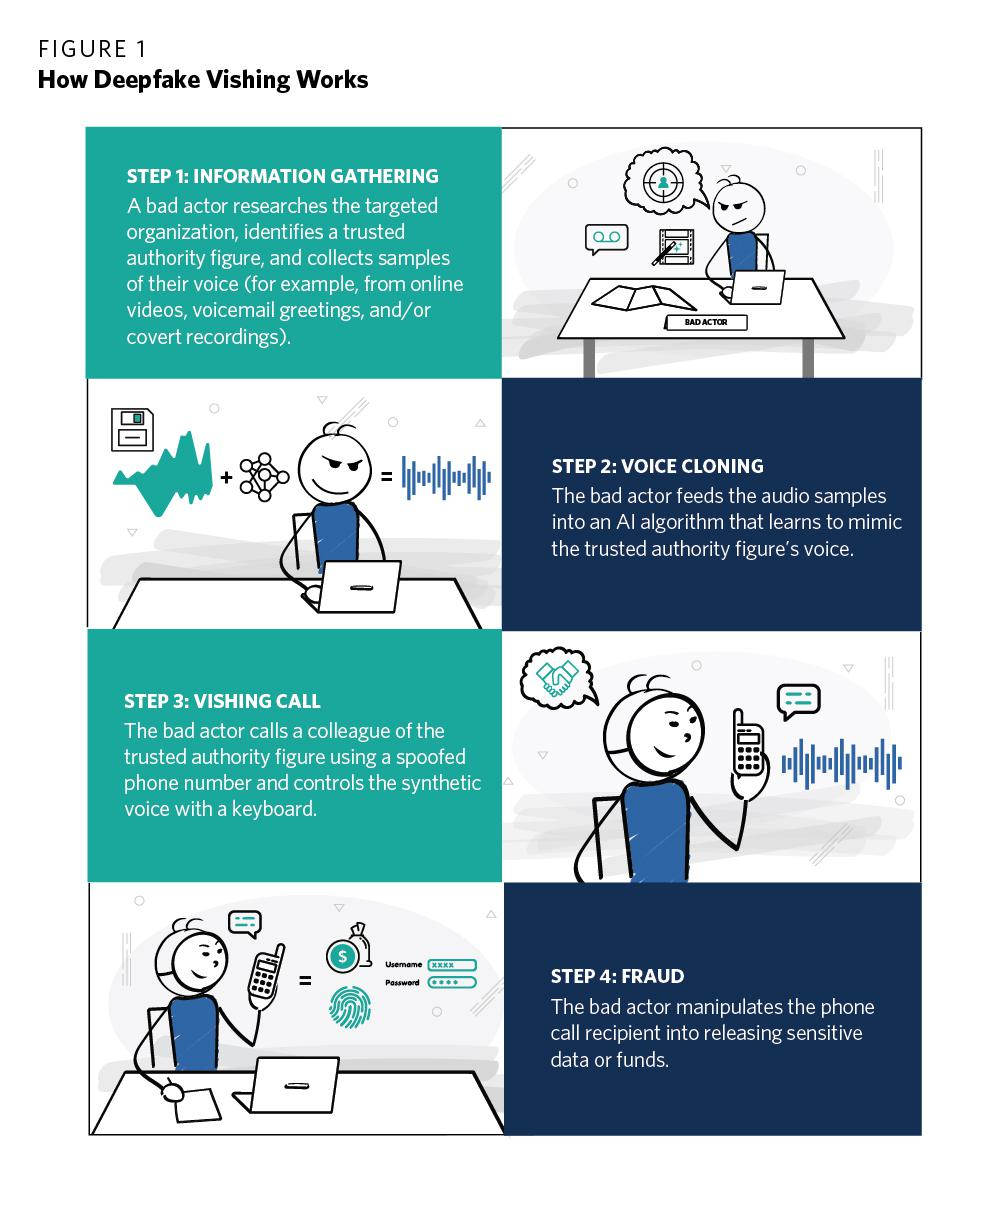 FIGURE 1
How Deepfake Vishing Works
STEP 1: INFORMATION GATHERING
A bad actor researches the targeted
organization, identifies a trusted
authority figure, and collects samples
of their voice (for example, from online
videos, voicemail greetings, and/or
covert recordings).
BAD ACTOR
+
=
STEP 2: VOICE CLONING
The bad actor feeds the audio samples
into an AI algorithm that learns to mimic
the trusted authority figure's voice.
STEP 3: VISHING CALL
The bad actor calls a colleague of the
trusted authority figure using a spoofed
phone number and controls the synthetic
voice with a keyboard.
=
$
Username xxxx
Password ****
STEP 4: FRAUD
The bad actor manipulates the phone
call recipient into releasing sensitive
data or funds.